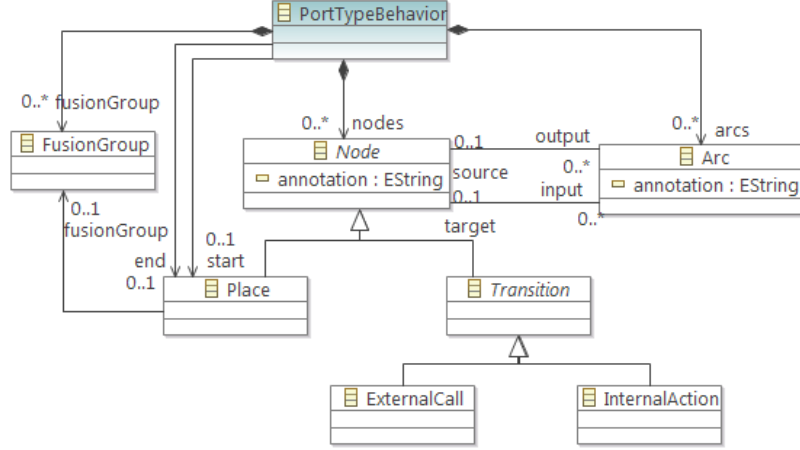 PortTypeBehavior
0..* fusionGroup
0..* nodes
0..* arcs
FusionGroup
Node
annotation : EString
0..1 output
source 0..*
0..1 input
target 0..*
Arc
annotation : EString
0..1
fusionGroup
end
0..1
0..1
start
Place
Transition
ExternalCall
InternalAction